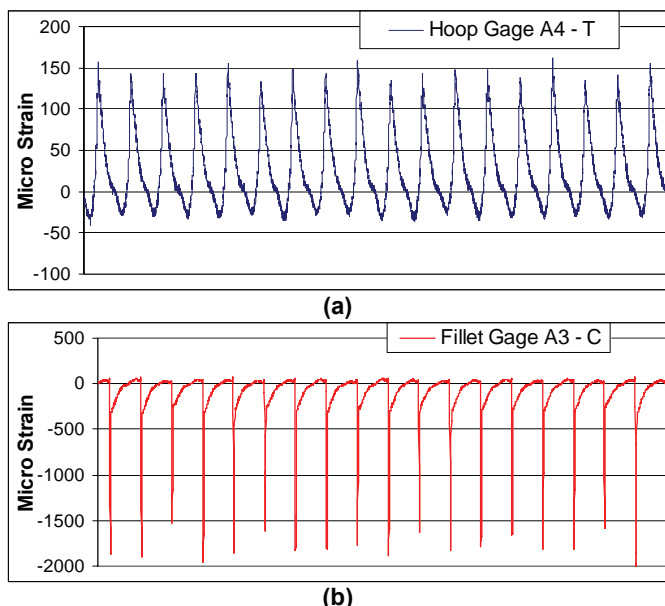 200
150
100
50
0
-50
-100
Micro Strain
Hoop Gage A4 - T
(a)
500
0
-500
-1000
-1500
-2000
Micro Strain
Fillet Gage A3 - C
(b)